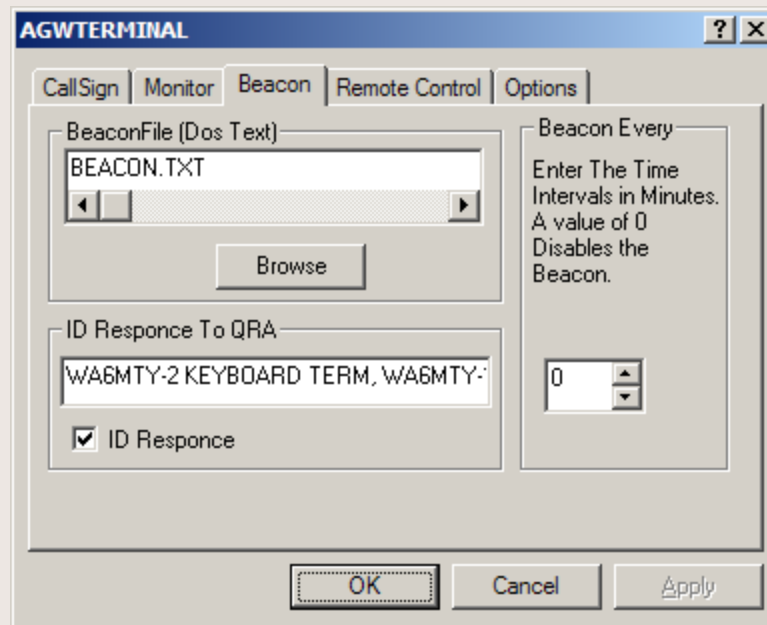 AGWTERMINAL
CallSign Monitor Beacon Remote Control Options
BeaconFile (Dos Text)
BEACON.TXT
Browse
ID Responce To QRA
WA6MTY-2 KEYBOARD TERM, WA6MTY-
ID Responce
Beacon Every
Enter The Time
Intervals in Minutes.
A value of 0
Disables the
Beacon.
0
OK Cancel Apply